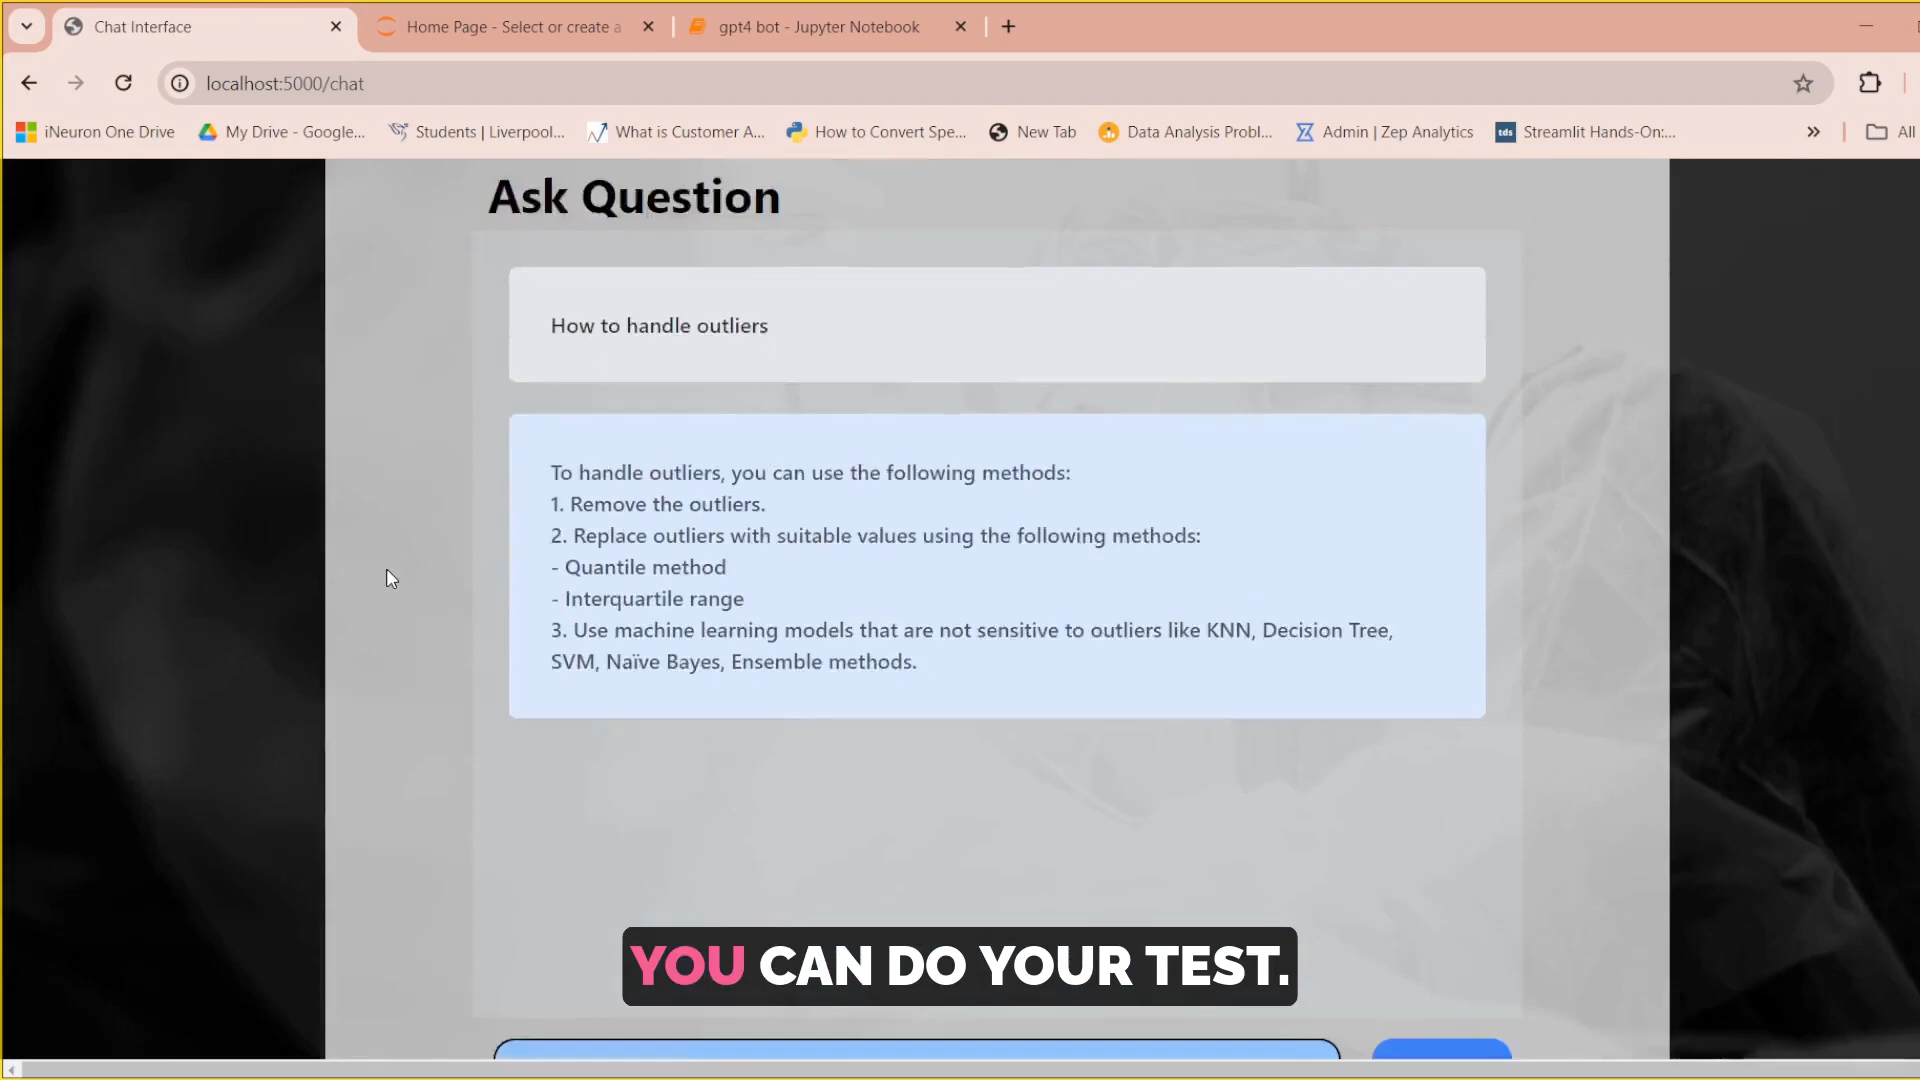 Chat Interface
Home Page - Select or create a
gpt4 bot - Jupyter Notebook
localhost:5000/chat
iNeuron One Drive
My Drive - Google...
Students | Liverpool...
What is Customer A...
How to Convert Spe...
New Tab
Data Analysis Probl...
Admin | Zep Analytics
tds
Streamlit Hands-On:...
All
Ask Question
How to handle outliers
To handle outliers, you can use the following methods:
1. Remove the outliers.
2. Replace outliers with suitable values using the following methods:
- Quantile method
- Interquartile range
3. Use machine learning models that are not sensitive to outliers like KNN, Decision Tree,
SVM, Naïve Bayes, Ensemble methods.
YOU CAN DO YOUR TEST.